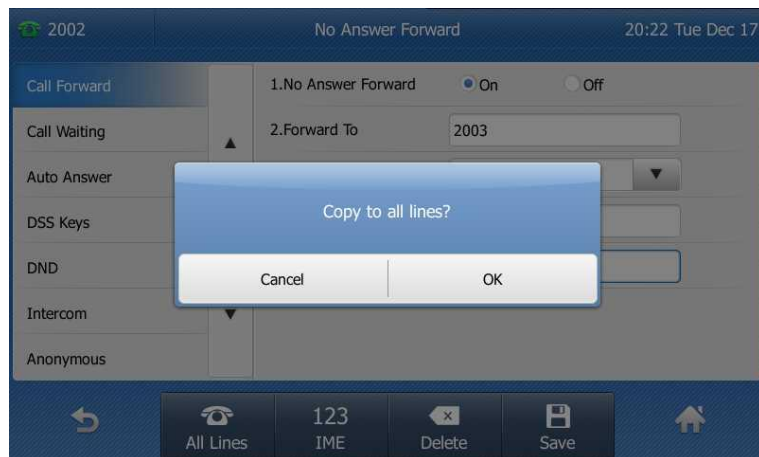 2002 No Answer Forward 20:22 Tue Dec 17
Call Forward 1.No Answer Forward On Off
Call Waiting 2.Forward To 2003
Auto Answer
DSS Keys
DND
Intercom
Anonymous
Copy to all lines?
Cancel OK
All Lines 123 IME Delete Save